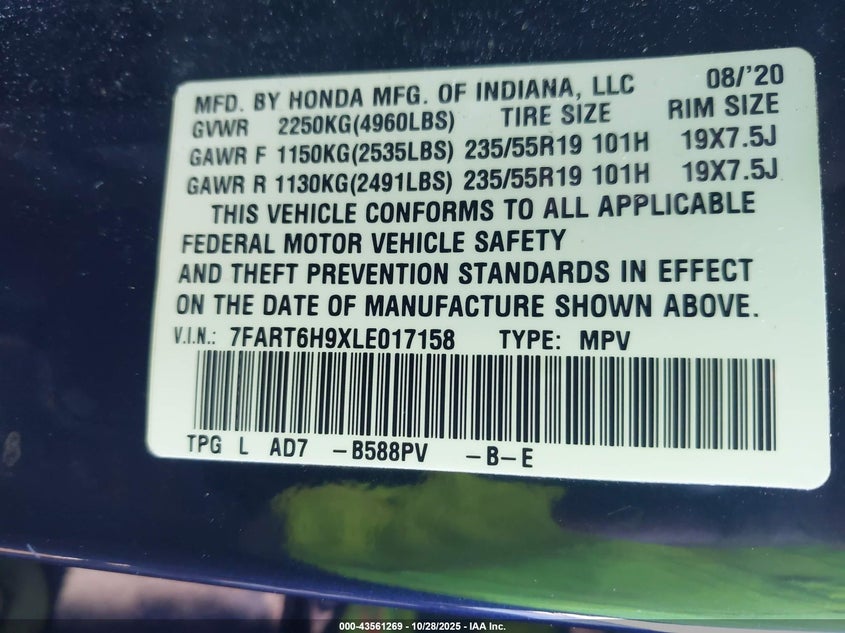 MFD. BY HONDA MFG. OF INDIANA, LLC 08/'20
GVWR 2250KG(4960LBS) TIRE SIZE RIM SIZE
GAWR F 1150KG(2535LBS) 235/55R19 101H 19X7.5J
GAWR R 1130KG(2491LBS) 235/55R19 101H 19X7.5J
THIS VEHICLE CONFORMS TO ALL APPLICABLE
FEDERAL MOTOR VEHICLE SAFETY
AND THEFT PREVENTION STANDARDS IN EFFECT
ON THE DATE OF MANUFACTURE SHOWN ABOVE.
V.I.N.: 7FART6H9XLE017158 TYPE: MPV
TPG L AD7 -B588PV -B-E
000-43561269 | 10/28/2025 - IAA Inc.